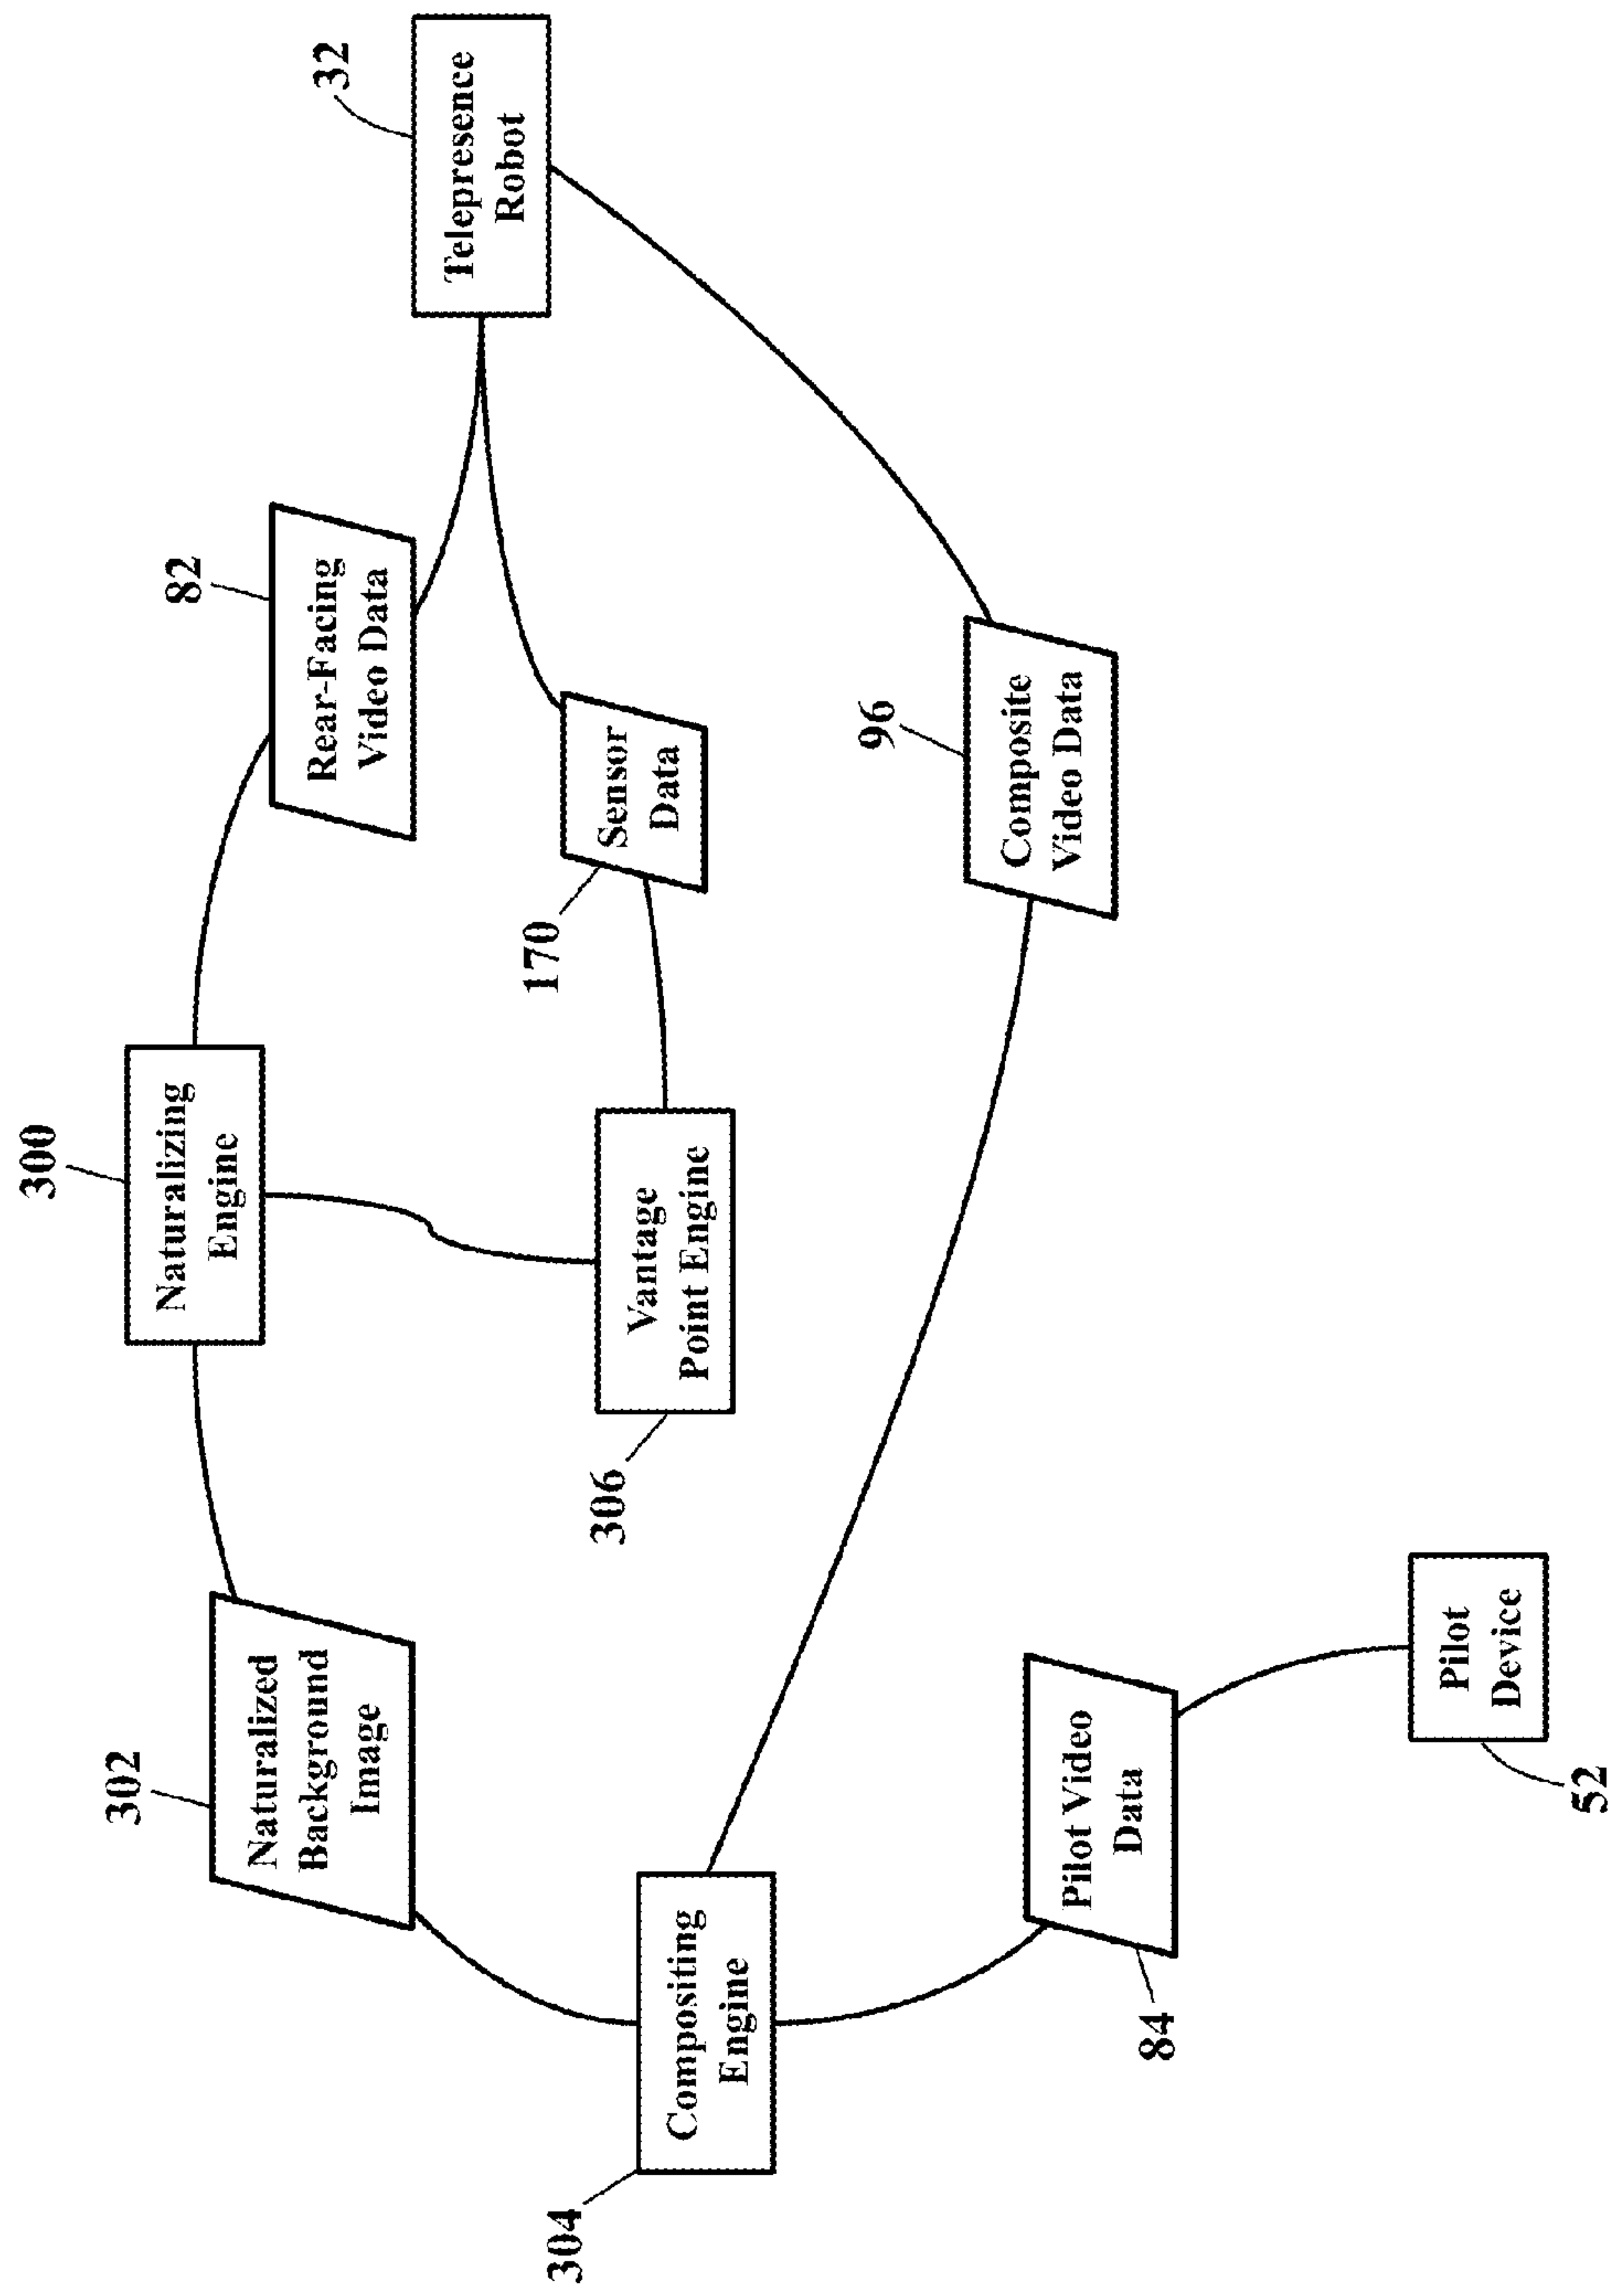 300
302
Naturalizing
Engine
82
Naturalized
Background
Image
Rear-Facing
Video Data
32
Telepresence
Robot
170
304
306
Sensor
Data
Vantage
Point Engine
Compositing
Engine
96
Composite
Video Data
Pilot Video
Data
84
Pilot
Device
52